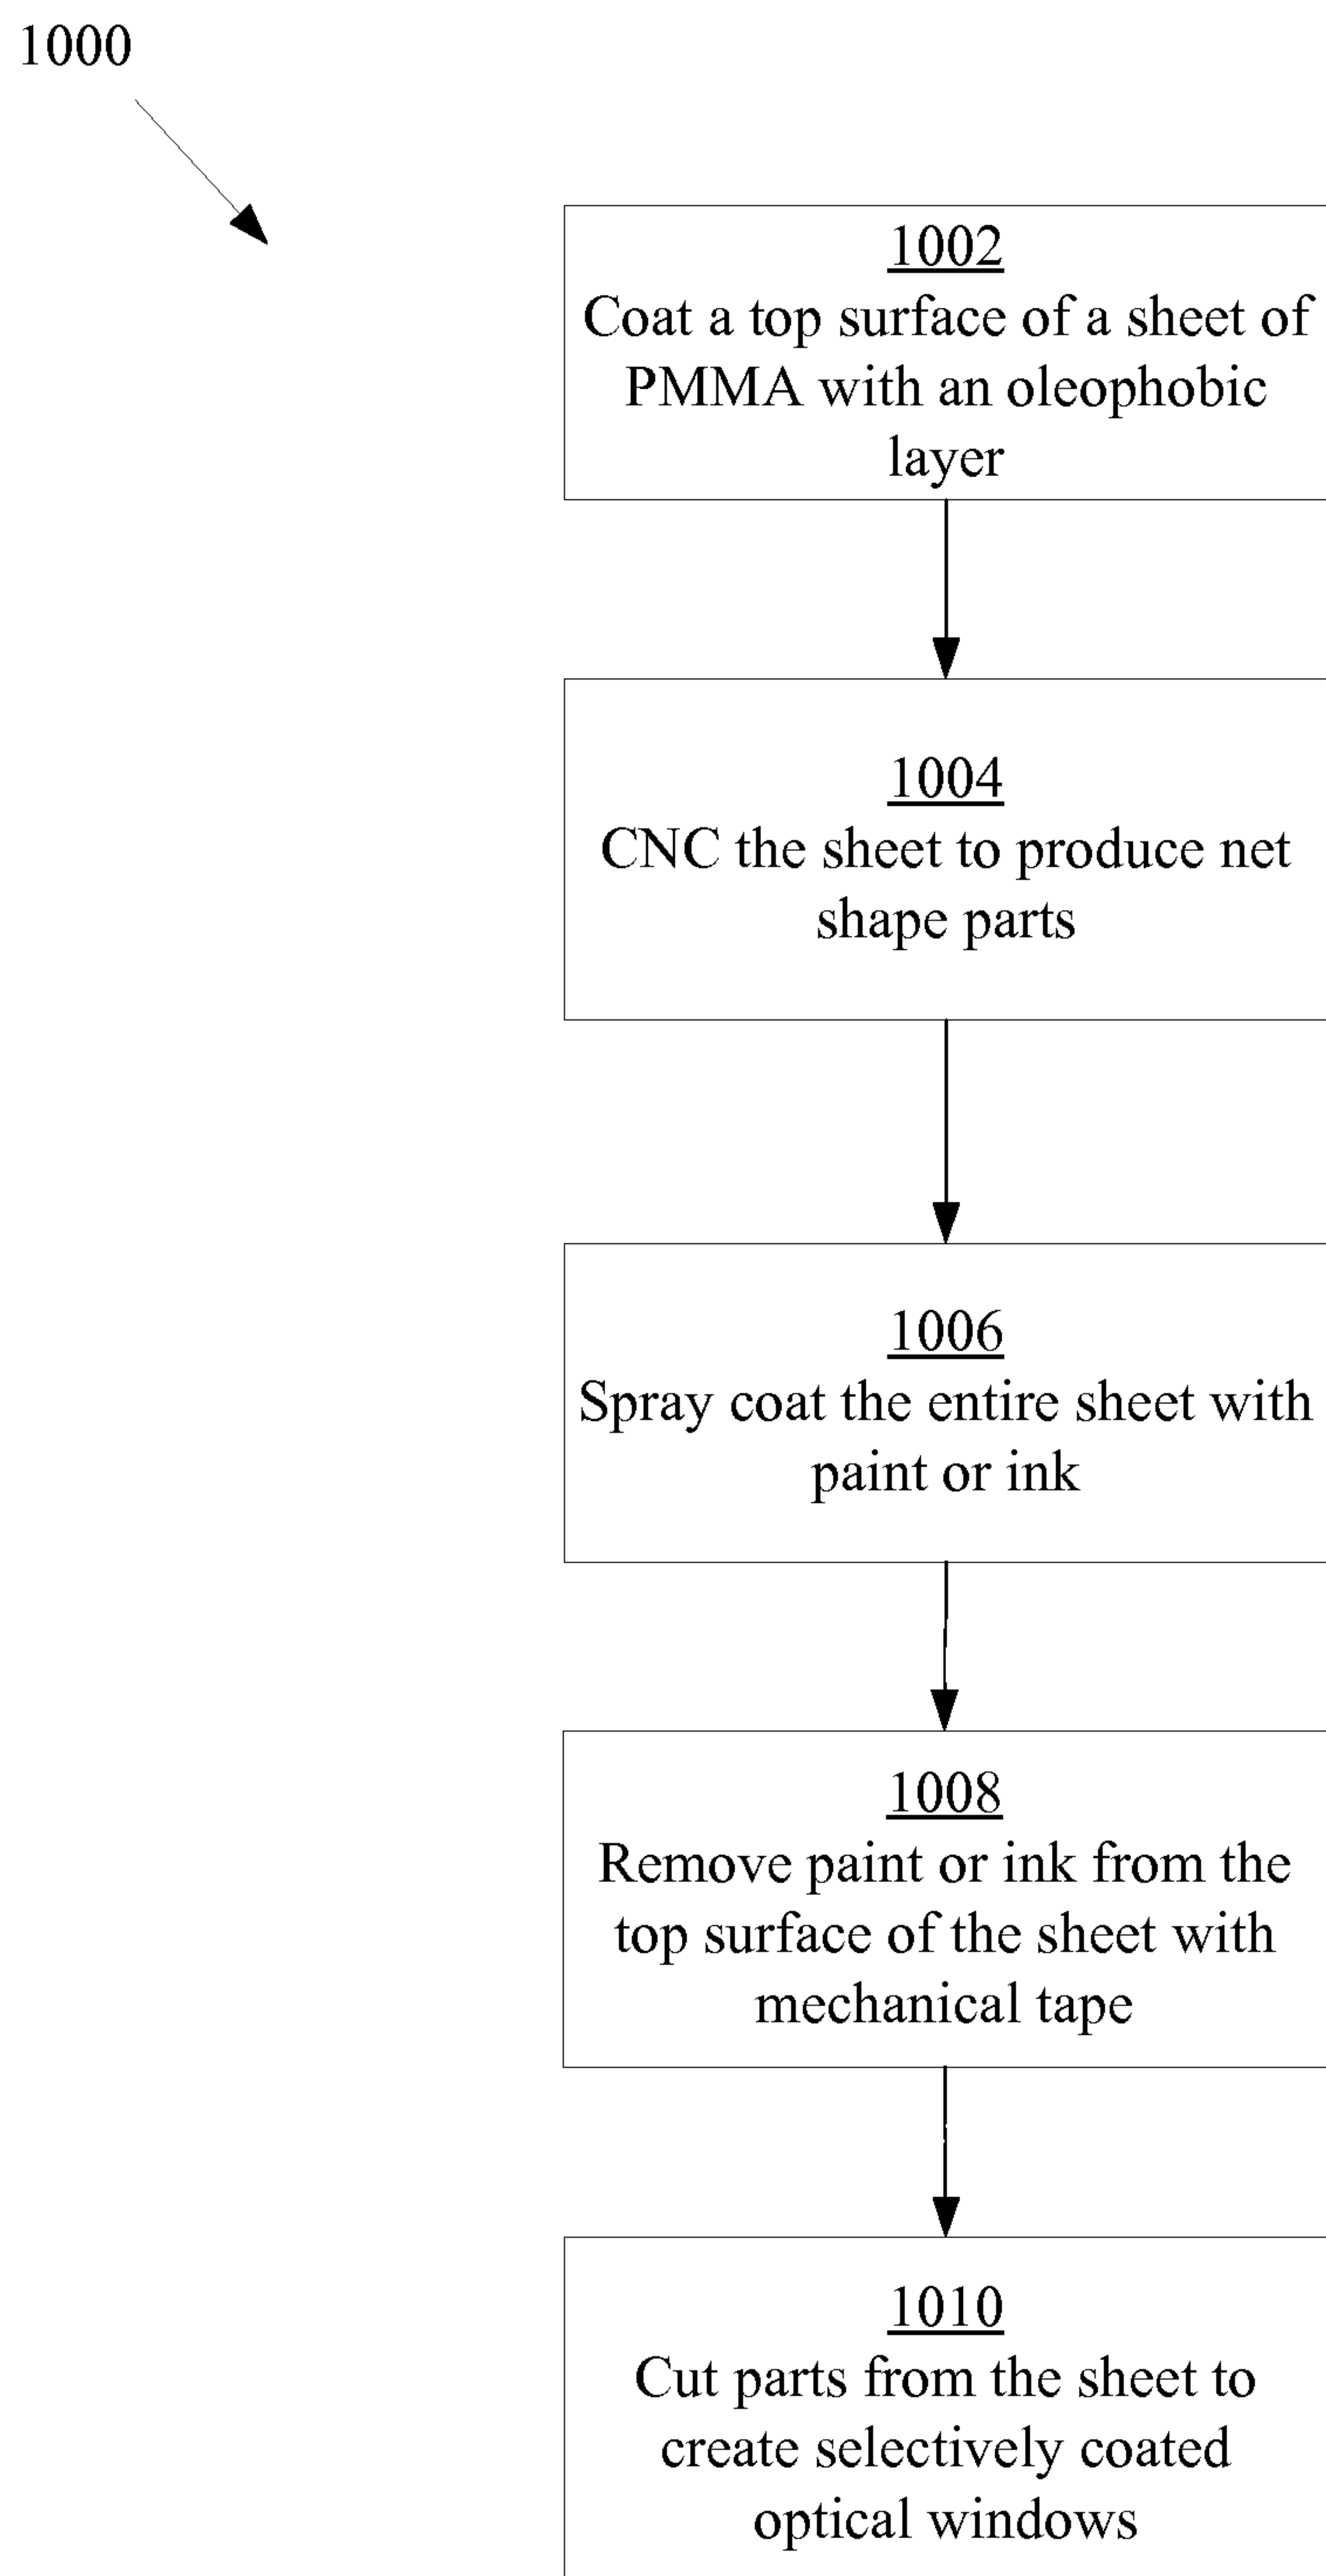 1000
1002
Coat a top surface of a sheet of
PMMA with an oleophobic
layer
1004
CNC the sheet to produce net
shape parts
1006
Spray coat the entire sheet with
paint or ink
1008
Remove paint or ink from the
top surface of the sheet with
mechanical tape
1010
Cut parts from the sheet to
create selectively coated
optical windows